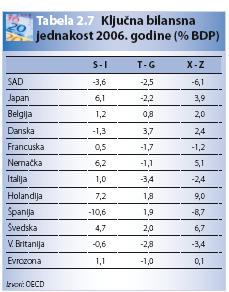 Tabela 2.7 Ključna bilansna
jednakost 2006. godine (% BDP)
S - I T - G X - Z
SAD -3,6 -2,5 -6,1
Japan 6,1 -2,2 3,9
Belgija 1,2 0,8 2,0
Danska -1,3 3,7 2,4
Francuska 0,5 -1,7 -1,2
Nemačka 6,2 -1,1 5,1
Italija 1,0 -3,4 -2,4
Holandija 7,2 1,8 9,0
Španija -10,6 1,9 -8,7
Švedska 4,7 2,0 6,7
V. Britanija -0,6 -2,8 -3,4
Evrozona 1,1 -1,0 0,1
Izvori: OECD